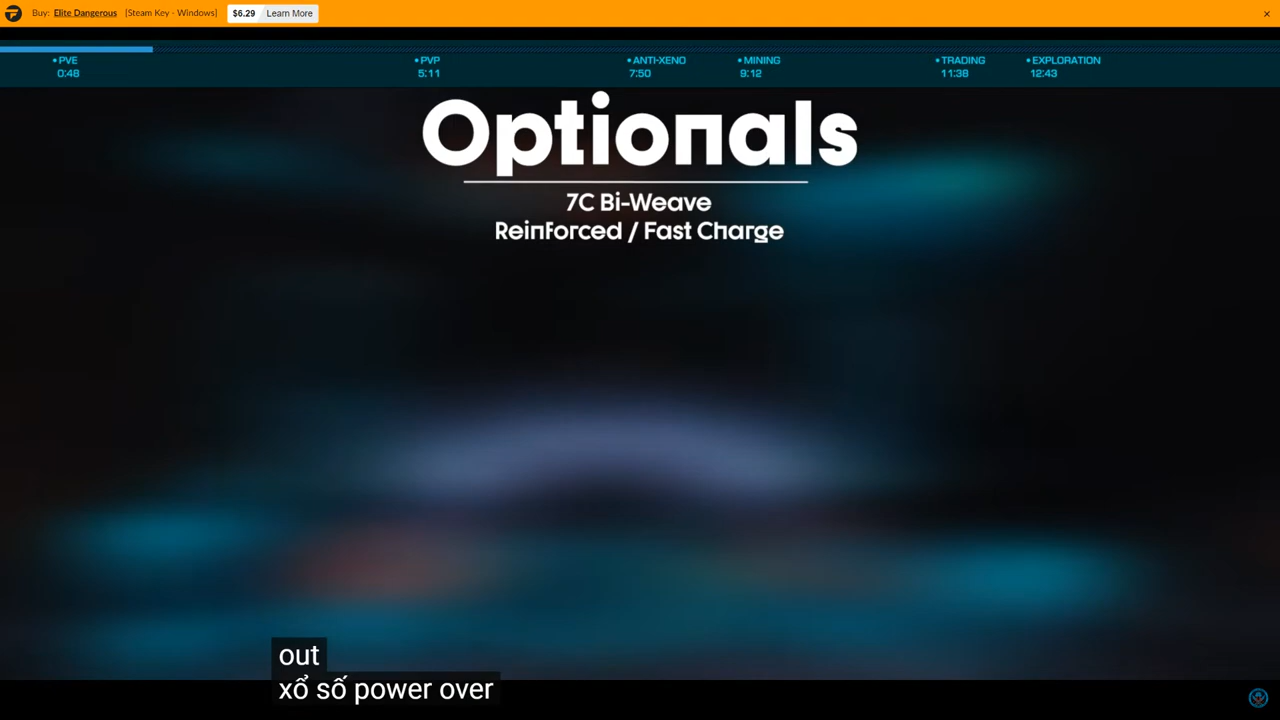 Buy: Elite Dangerous [Steam Key - Windows] $6.29 Learn More ×
• PVE • PVP • ANTI-XENO • MINING • TRADING • EXPLORATION
0:48 5:11 7:50 9:12 11:38 12:43
Optionals
7C Bi-Weave
Reinforced / Fast Charge
out
xổ số power over